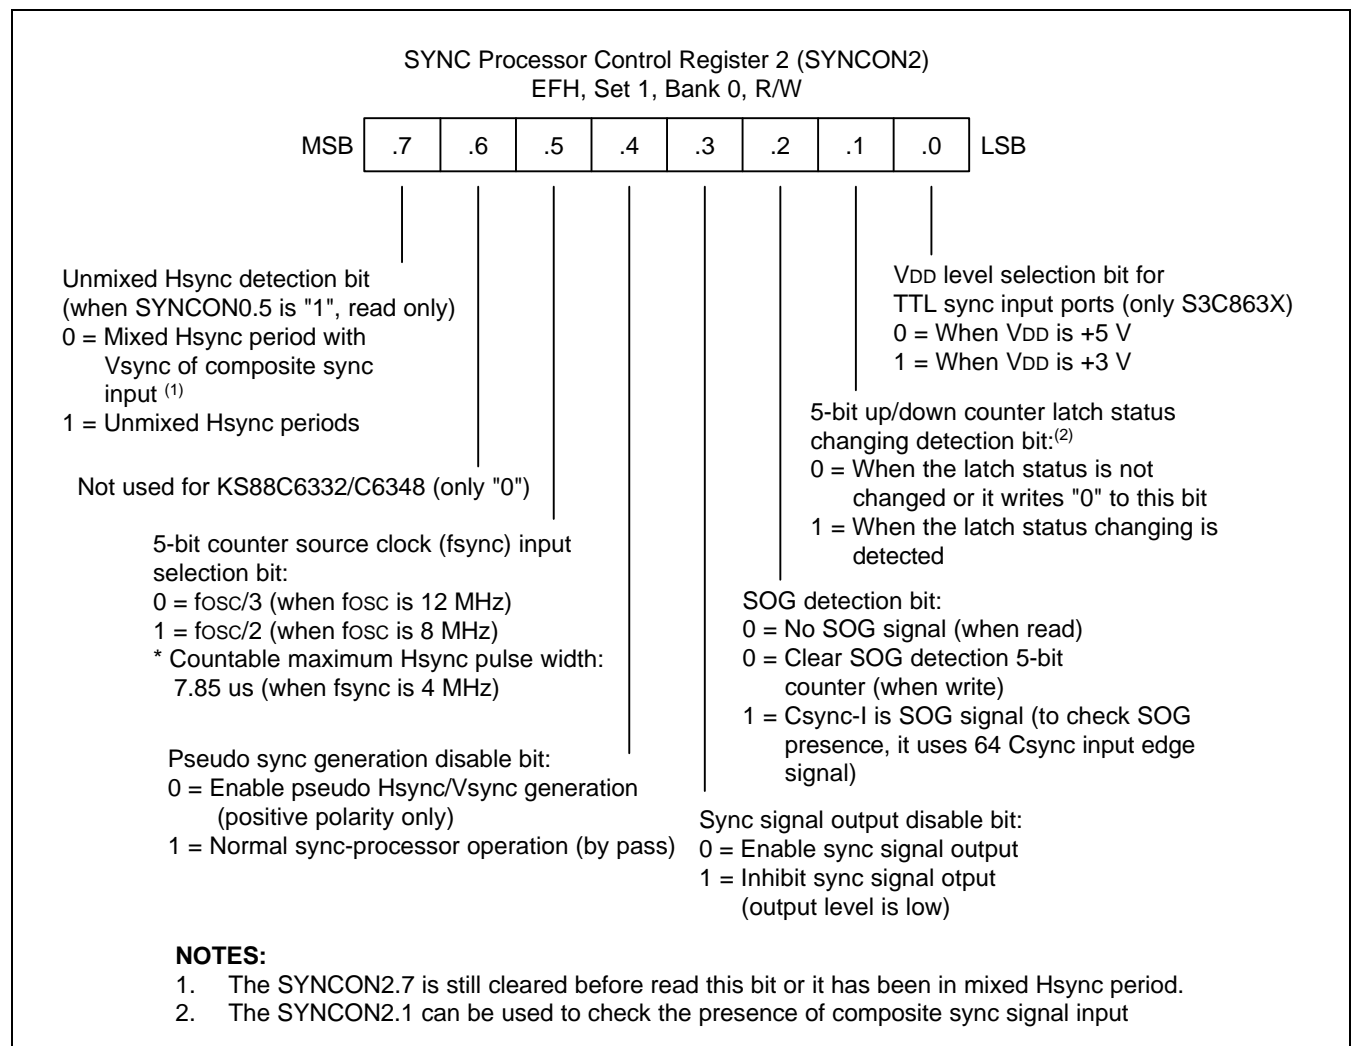 SYNC Processor Control Register 2 (SYNCON2)
EFH, Set 1, Bank 0, R/W
MSB .7 .6 .5 .4 .3 .2 .1 .0 LSB
Unmixed Hsync detection bit
(when SYNCON0.5 is "1", read only)
0 = Mixed Hsync period with
Vsync of composite sync
input (1)
1 = Unmixed Hsync periods
Not used for KS88C6332/C6348 (only "0")
5-bit counter source clock (fsync) input
selection bit:
0 = fOSC/3 (when fOSC is 12 MHz)
1 = fOSC/2 (when fOSC is 8 MHz)
* Countable maximum Hsync pulse width:
7.85 us (when fsync is 4 MHz)
Pseudo sync generation disable bit:
0 = Enable pseudo Hsync/Vsync generation
(positive polarity only)
1 = Normal sync-processor operation (by pass)
VDD level selection bit for
TTL sync input ports (only S3C863X)
0 = When VDD is +5 V
1 = When VDD is +3 V
5-bit up/down counter latch status
changing detection bit:(2)
0 = When the latch status is not
changed or it writes "0" to this bit
1 = When the latch status changing is
detected
SOG detection bit:
0 = No SOG signal (when read)
0 = Clear SOG detection 5-bit
counter (when write)
1 = Csync-I is SOG signal (to check SOG
presence, it uses 64 Csync input edge
signal)
Sync signal output disable bit:
0 = Enable sync signal output
1 = Inhibit sync signal otput
(output level is low)
NOTES:
1. The SYNCON2.7 is still cleared before read this bit or it has been in mixed Hsync period.
2. The SYNCON2.1 can be used to check the presence of composite sync signal input